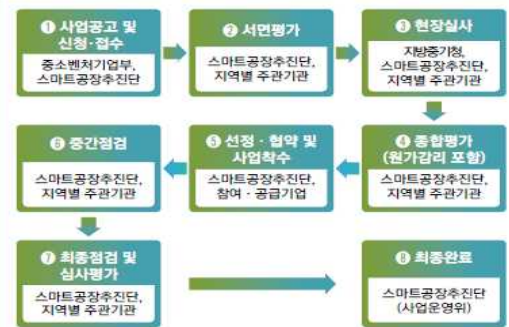 ❶ 사업공고 및
신청·접수
중소벤처기업부,
스마트공장추진단
❷ 서면평가
스마트공장추진단,
지역별 주관기관
❸ 현장실사
지방중기청,
스마트공장추진단,
지역별 주관기관
❹ 종합평가
(원가감리 포함)
스마트공장추진단,
지역별 주관기관
❺ 선정·협약 및
사업착수
스마트공장추진단,
참여·공급기업
❻ 중간점검
스마트공장추진단,
지역별 주관기관
❼ 최종점검 및
심사평가
스마트공장추진단,
지역별 주관기관
❽ 최종완료
스마트공장추진단
(사업운영위)